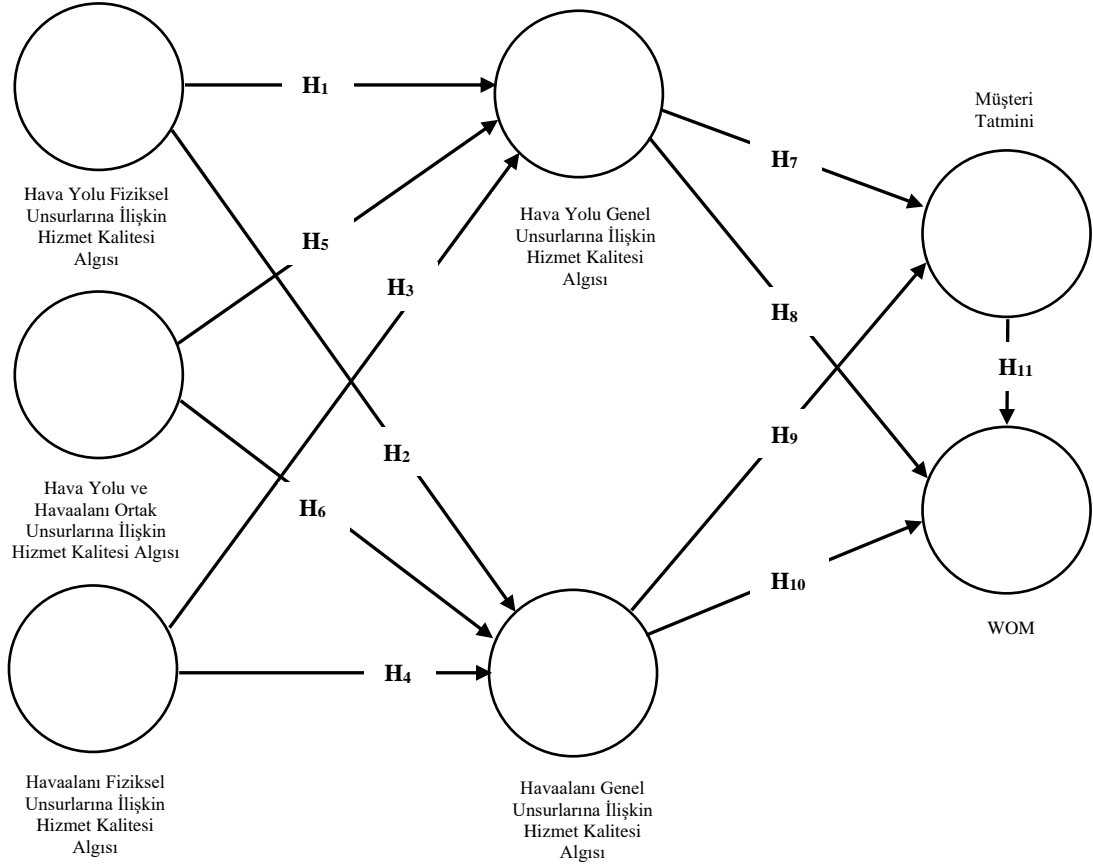 H1
Müşteri
Tatmini
H7
Hava Yolu Fiziksel
Unsurlarına İlişkin
Hizmet Kalitesi
Algısı
Hava Yolu Genel
Unsurlarına İlişkin
Hizmet Kalitesi
Algısı
H5
H3
H8
H11
H9
H2
Hava Yolu ve
Havaalanı Ortak
Unsurlarına İlişkin
Hizmet Kalitesi Algısı
H6
H10
WOM
H4
Havaalanı Fiziksel
Unsurlarına İlişkin
Hizmet Kalitesi
Algısı
Havaalanı Genel
Unsurlarına İlişkin
Hizmet Kalitesi
Algısı